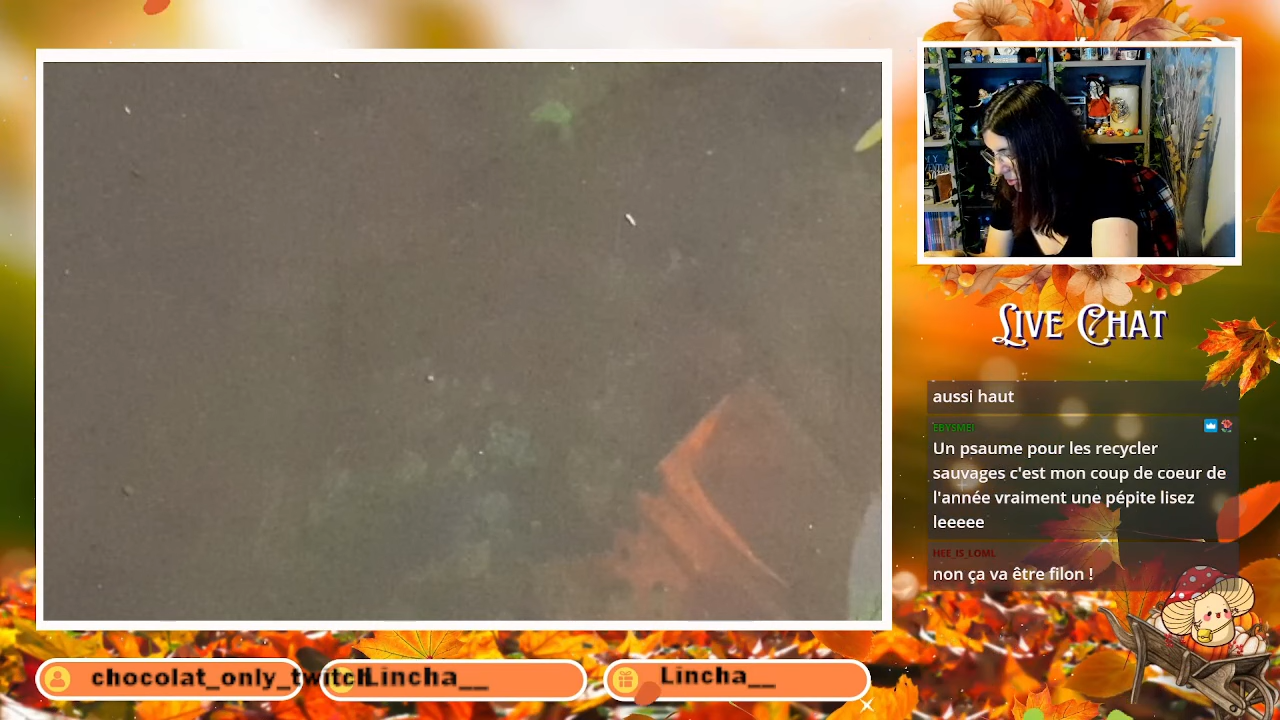 LIVE CHAT
aussi haut
EBYSMEI
Un psaume pour les recycler
sauvages c'est mon coup de coeur de
l'année vraiment une pépite lisez
leeeee
HEE_IS_LOML
non ça va être filon !
chocolat_only_twitch
Lincha__
Lincha__